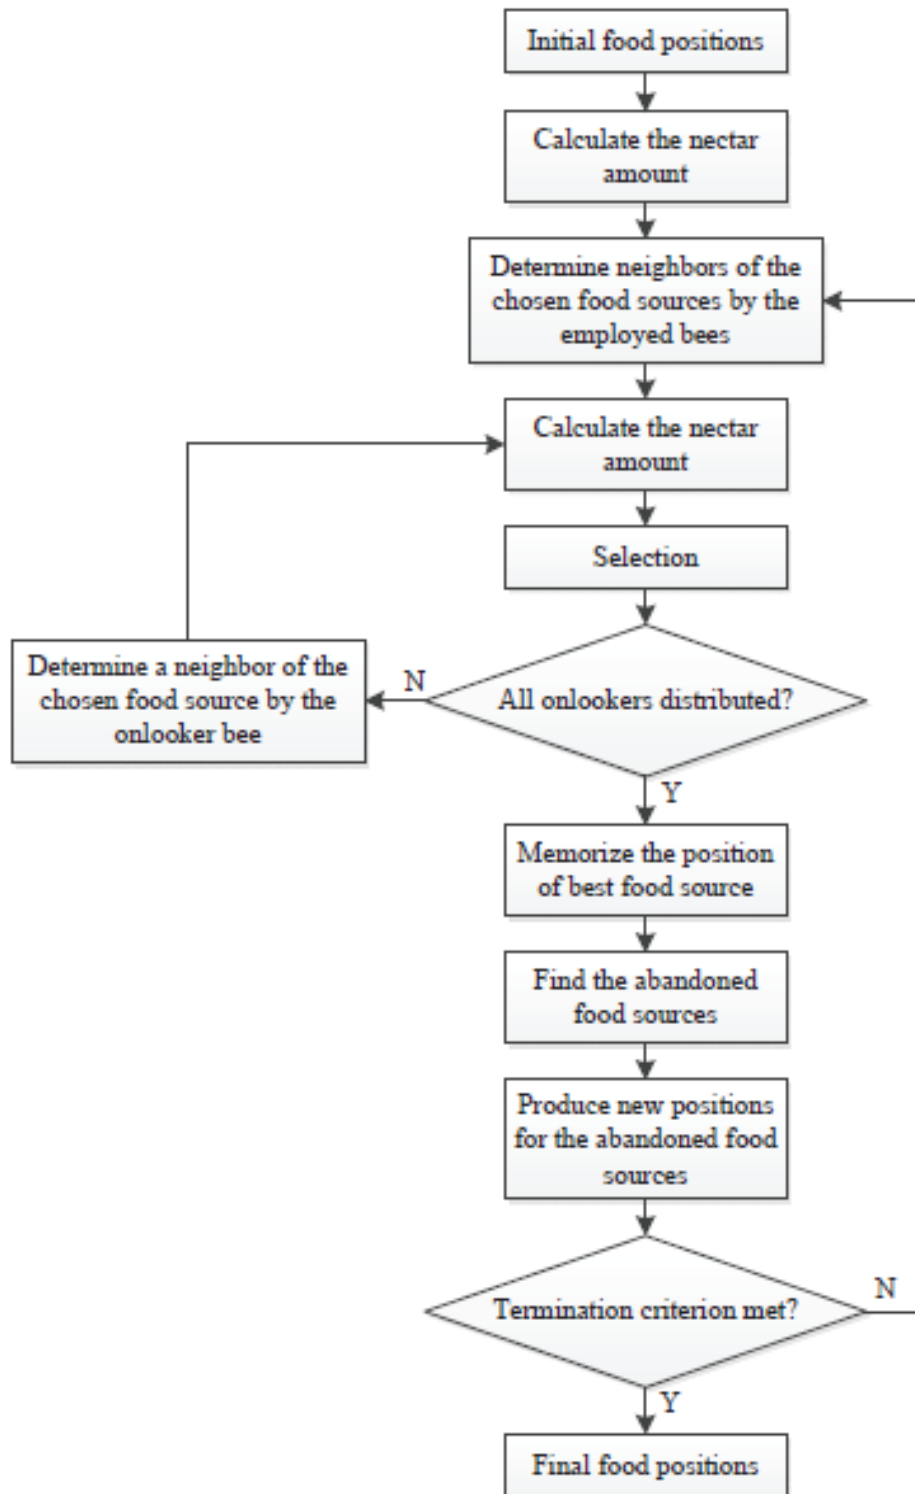 Initial food positions
Calculate the nectar
amount
Determine neighbors of the
chosen food sources by the
employed bees
Calculate the nectar
amount
Selection
Determine a neighbor of the
chosen food source by the
onlooker bee
N
All onlookers distributed?
Y
Memorize the position
of best food source
Find the abandoned
food sources
Produce new positions
for the abandoned food
sources
Termination criterion met?
N
Y
Final food positions